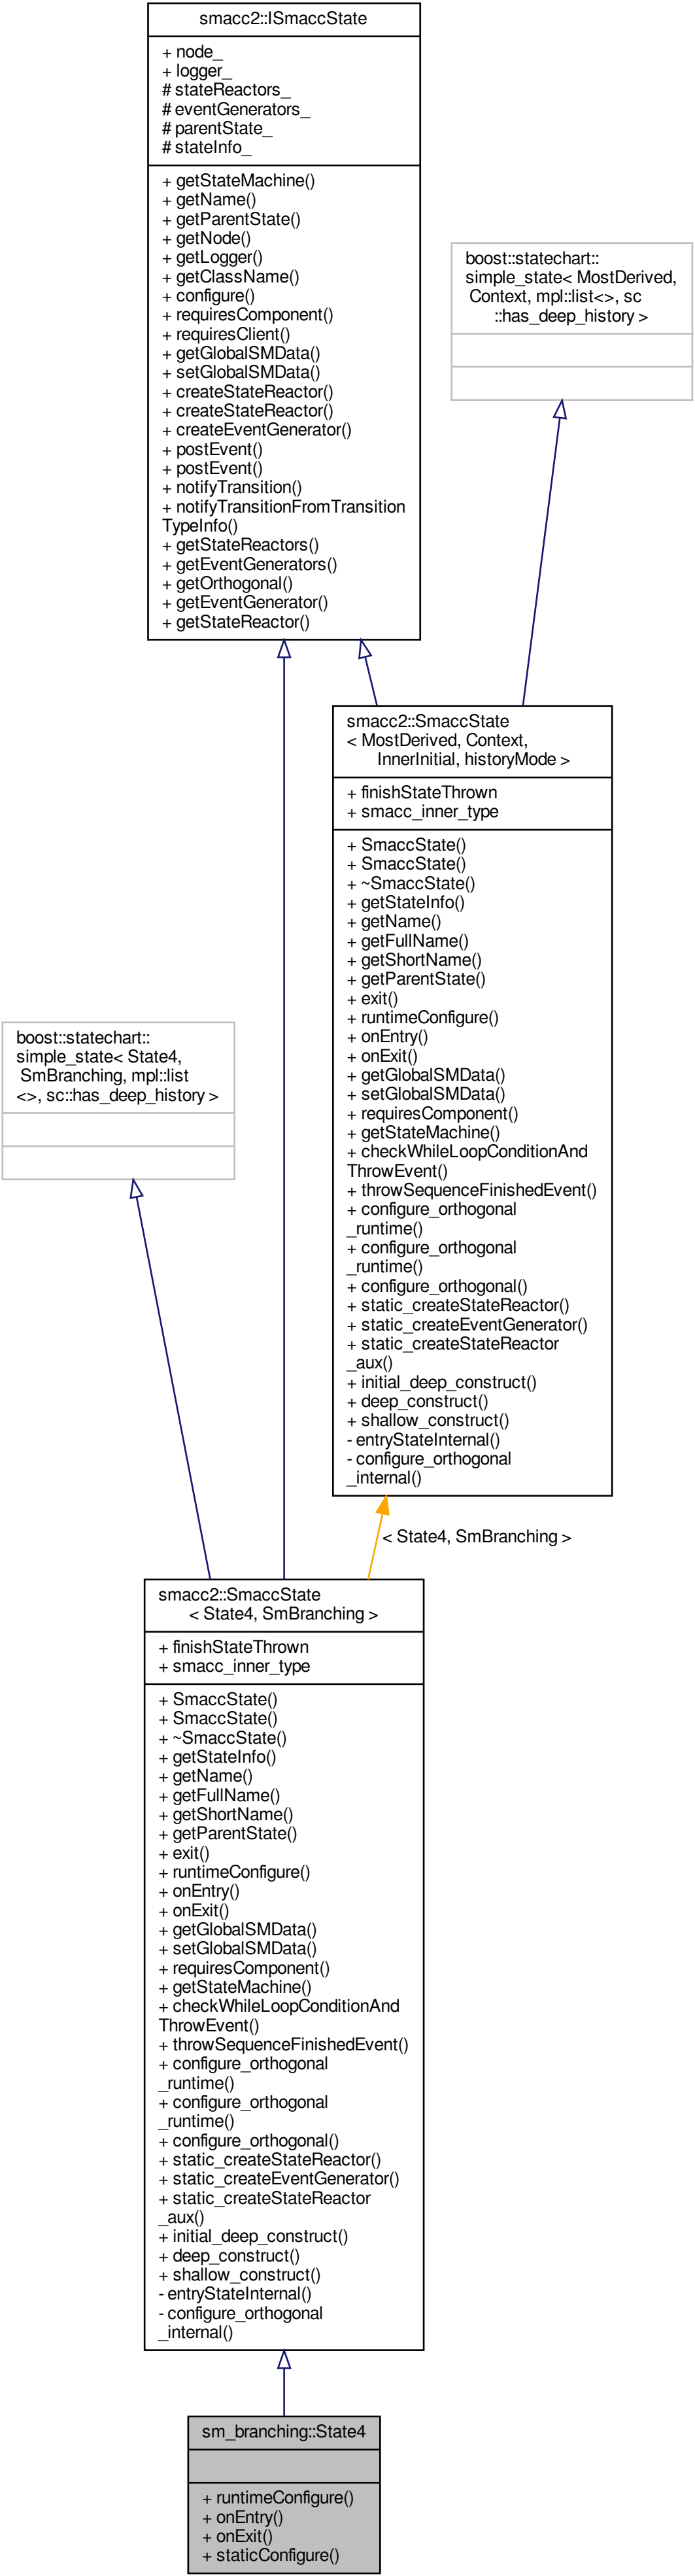 smacc2::ISmaccState
+ node_
+ logger_
# stateReactors_
# eventGenerators_
# parentState_
# stateInfo_
+ getStateMachine()
+ getName()
+ getParentState()
+ getNode()
+ getLogger()
+ getClassName()
+ configure()
+ requiresComponent()
+ requiresClient()
+ getGlobalSMData()
+ setGlobalSMData()
+ createStateReactor()
+ createStateReactor()
+ createEventGenerator()
+ postEvent()
+ postEvent()
+ notifyTransition()
+ notifyTransitionFromTransition
TypeInfo()
+ getStateReactors()
+ getEventGenerators()
+ getOrthogonal()
+ getEventGenerator()
+ getStateReactor()
boost::statechart::
simple_state< MostDerived,
Context, mpl::list<>, sc
::has_deep_history >
smacc2::SmaccState
< MostDerived, Context,
InnerInitial, historyMode >
+ finishStateThrown
+ smacc_inner_type
+ SmaccState()
+ SmaccState()
+ ~SmaccState()
+ getStateInfo()
+ getName()
+ getFullName()
+ getShortName()
+ getParentState()
+ exit()
+ runtimeConfigure()
+ onEntry()
+ onExit()
+ getGlobalSMData()
+ setGlobalSMData()
+ requiresComponent()
+ getStateMachine()
+ checkWhileLoopConditionAnd
ThrowEvent()
+ throwSequenceFinishedEvent()
+ configure_orthogonal
_runtime()
+ configure_orthogonal
_runtime()
+ configure_orthogonal()
+ static_createStateReactor()
+ static_createEventGenerator()
+ static_createStateReactor
_aux()
+ initial_deep_construct()
+ deep_construct()
+ shallow_construct()
- entryStateInternal()
- configure_orthogonal
_internal()
boost::statechart::
simple_state< State4,
SmBranching, mpl::list
<>, sc::has_deep_history >
< State4, SmBranching >
smacc2::SmaccState
< State4, SmBranching >
+ finishStateThrown
+ smacc_inner_type
+ SmaccState()
+ SmaccState()
+ ~SmaccState()
+ getStateInfo()
+ getName()
+ getFullName()
+ getShortName()
+ getParentState()
+ exit()
+ runtimeConfigure()
+ onEntry()
+ onExit()
+ getGlobalSMData()
+ setGlobalSMData()
+ requiresComponent()
+ getStateMachine()
+ checkWhileLoopConditionAnd
ThrowEvent()
+ throwSequenceFinishedEvent()
+ configure_orthogonal
_runtime()
+ configure_orthogonal
_runtime()
+ configure_orthogonal()
+ static_createStateReactor()
+ static_createEventGenerator()
+ static_createStateReactor
_aux()
+ initial_deep_construct()
+ deep_construct()
+ shallow_construct()
- entryStateInternal()
- configure_orthogonal
_internal()
sm_branching::State4
+ runtimeConfigure()
+ onEntry()
+ onExit()
+ staticConfigure()